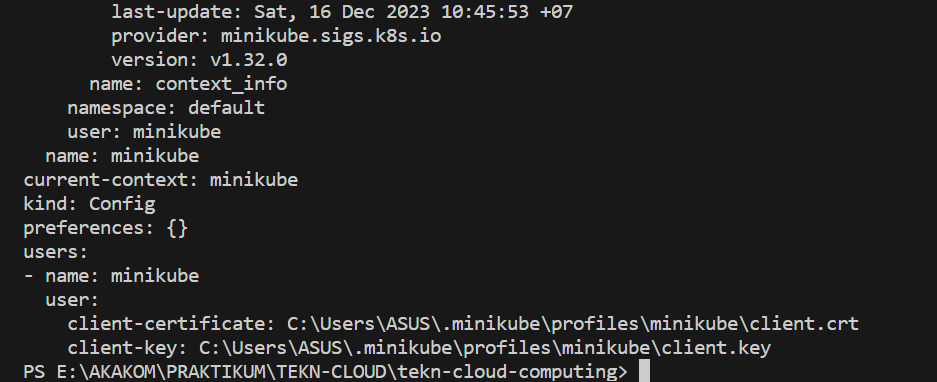 last-update: Sat, 16 Dec 2023 10:45:53 +07
provider: minikube.sigs.k8s.io
version: v1.32.0
name: context_info
namespace: default
user: minikube
name: minikube
current-context: minikube
kind: Config
preferences: {}
users:
- name: minikube
user:
client-certificate: C:\Users\ASUS\.minikube\profiles\minikube\client.crt
client-key: C:\Users\ASUS\.minikube\profiles\minikube\client.key
PS E:\AKAKOM\PRAKTIKUM\TEKN-CLOUD\tekn-cloud-computing>